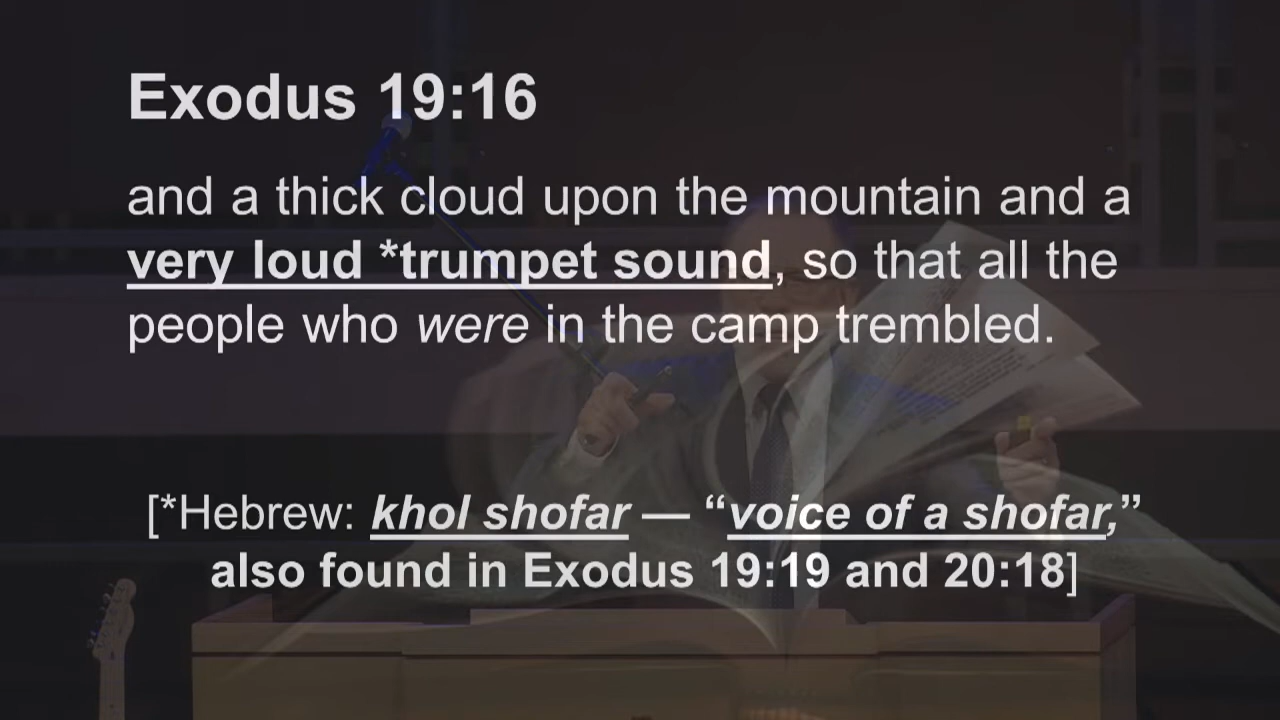 Exodus 19:16
and a thick cloud upon the mountain and a
very loud *trumpet sound, so that all the
people who were in the camp trembled.
[*Hebrew: khol shofar — “voice of a shofar,”
also found in Exodus 19:19 and 20:18]